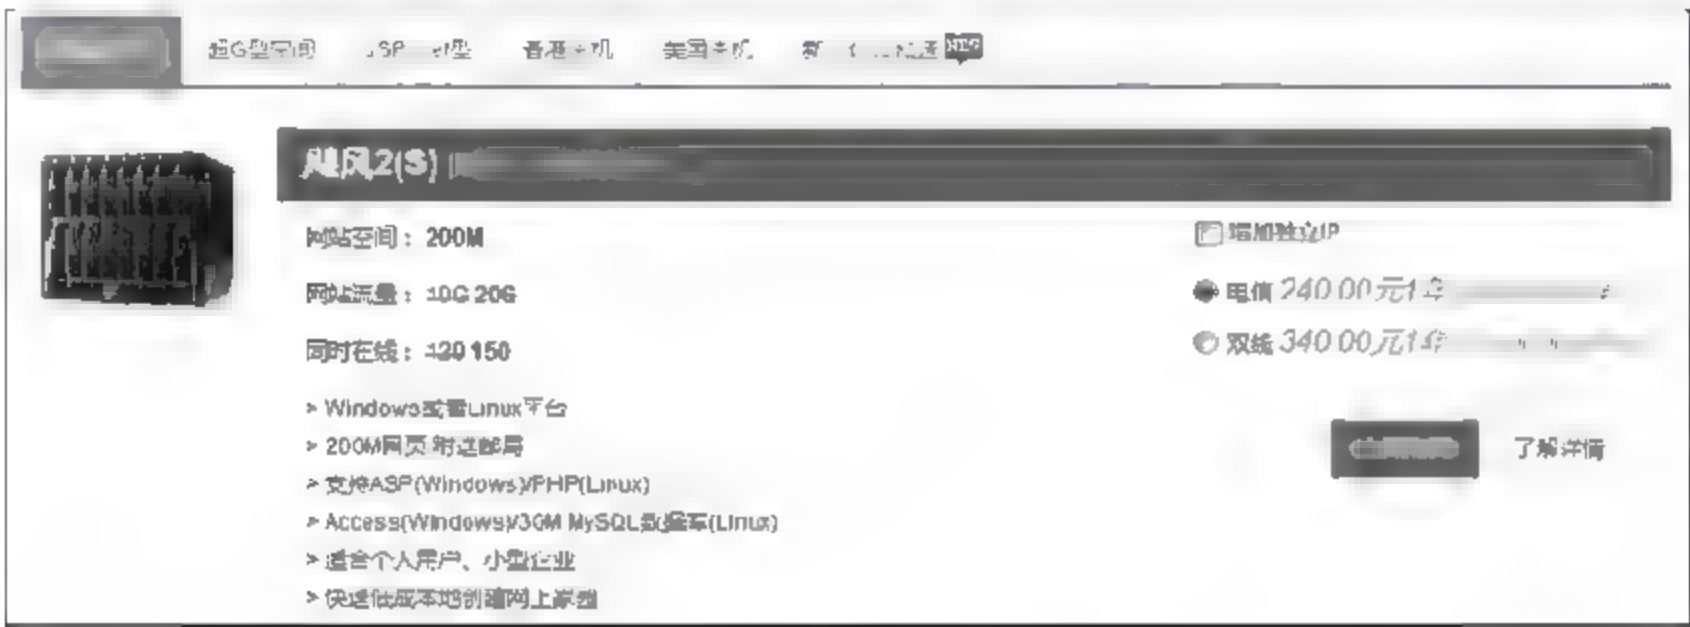 超G型空间 香港主机 美国主机 NEW
飓风2(S)
网站空间：200M
增加独立IP
网站流量：10G 20G
电信 240.00元1年
同时在线：120 150
双线 340.00元1年
> Windows或者Linux平台
> 200M网页 附送邮局
了解详情
> 支持ASP(Windows)/PHP(Linux)
> Access(Windows)/30M MySQL数据库(Linux)
> 适合个人用户、小型企业
> 快速低成本地创建网上家园